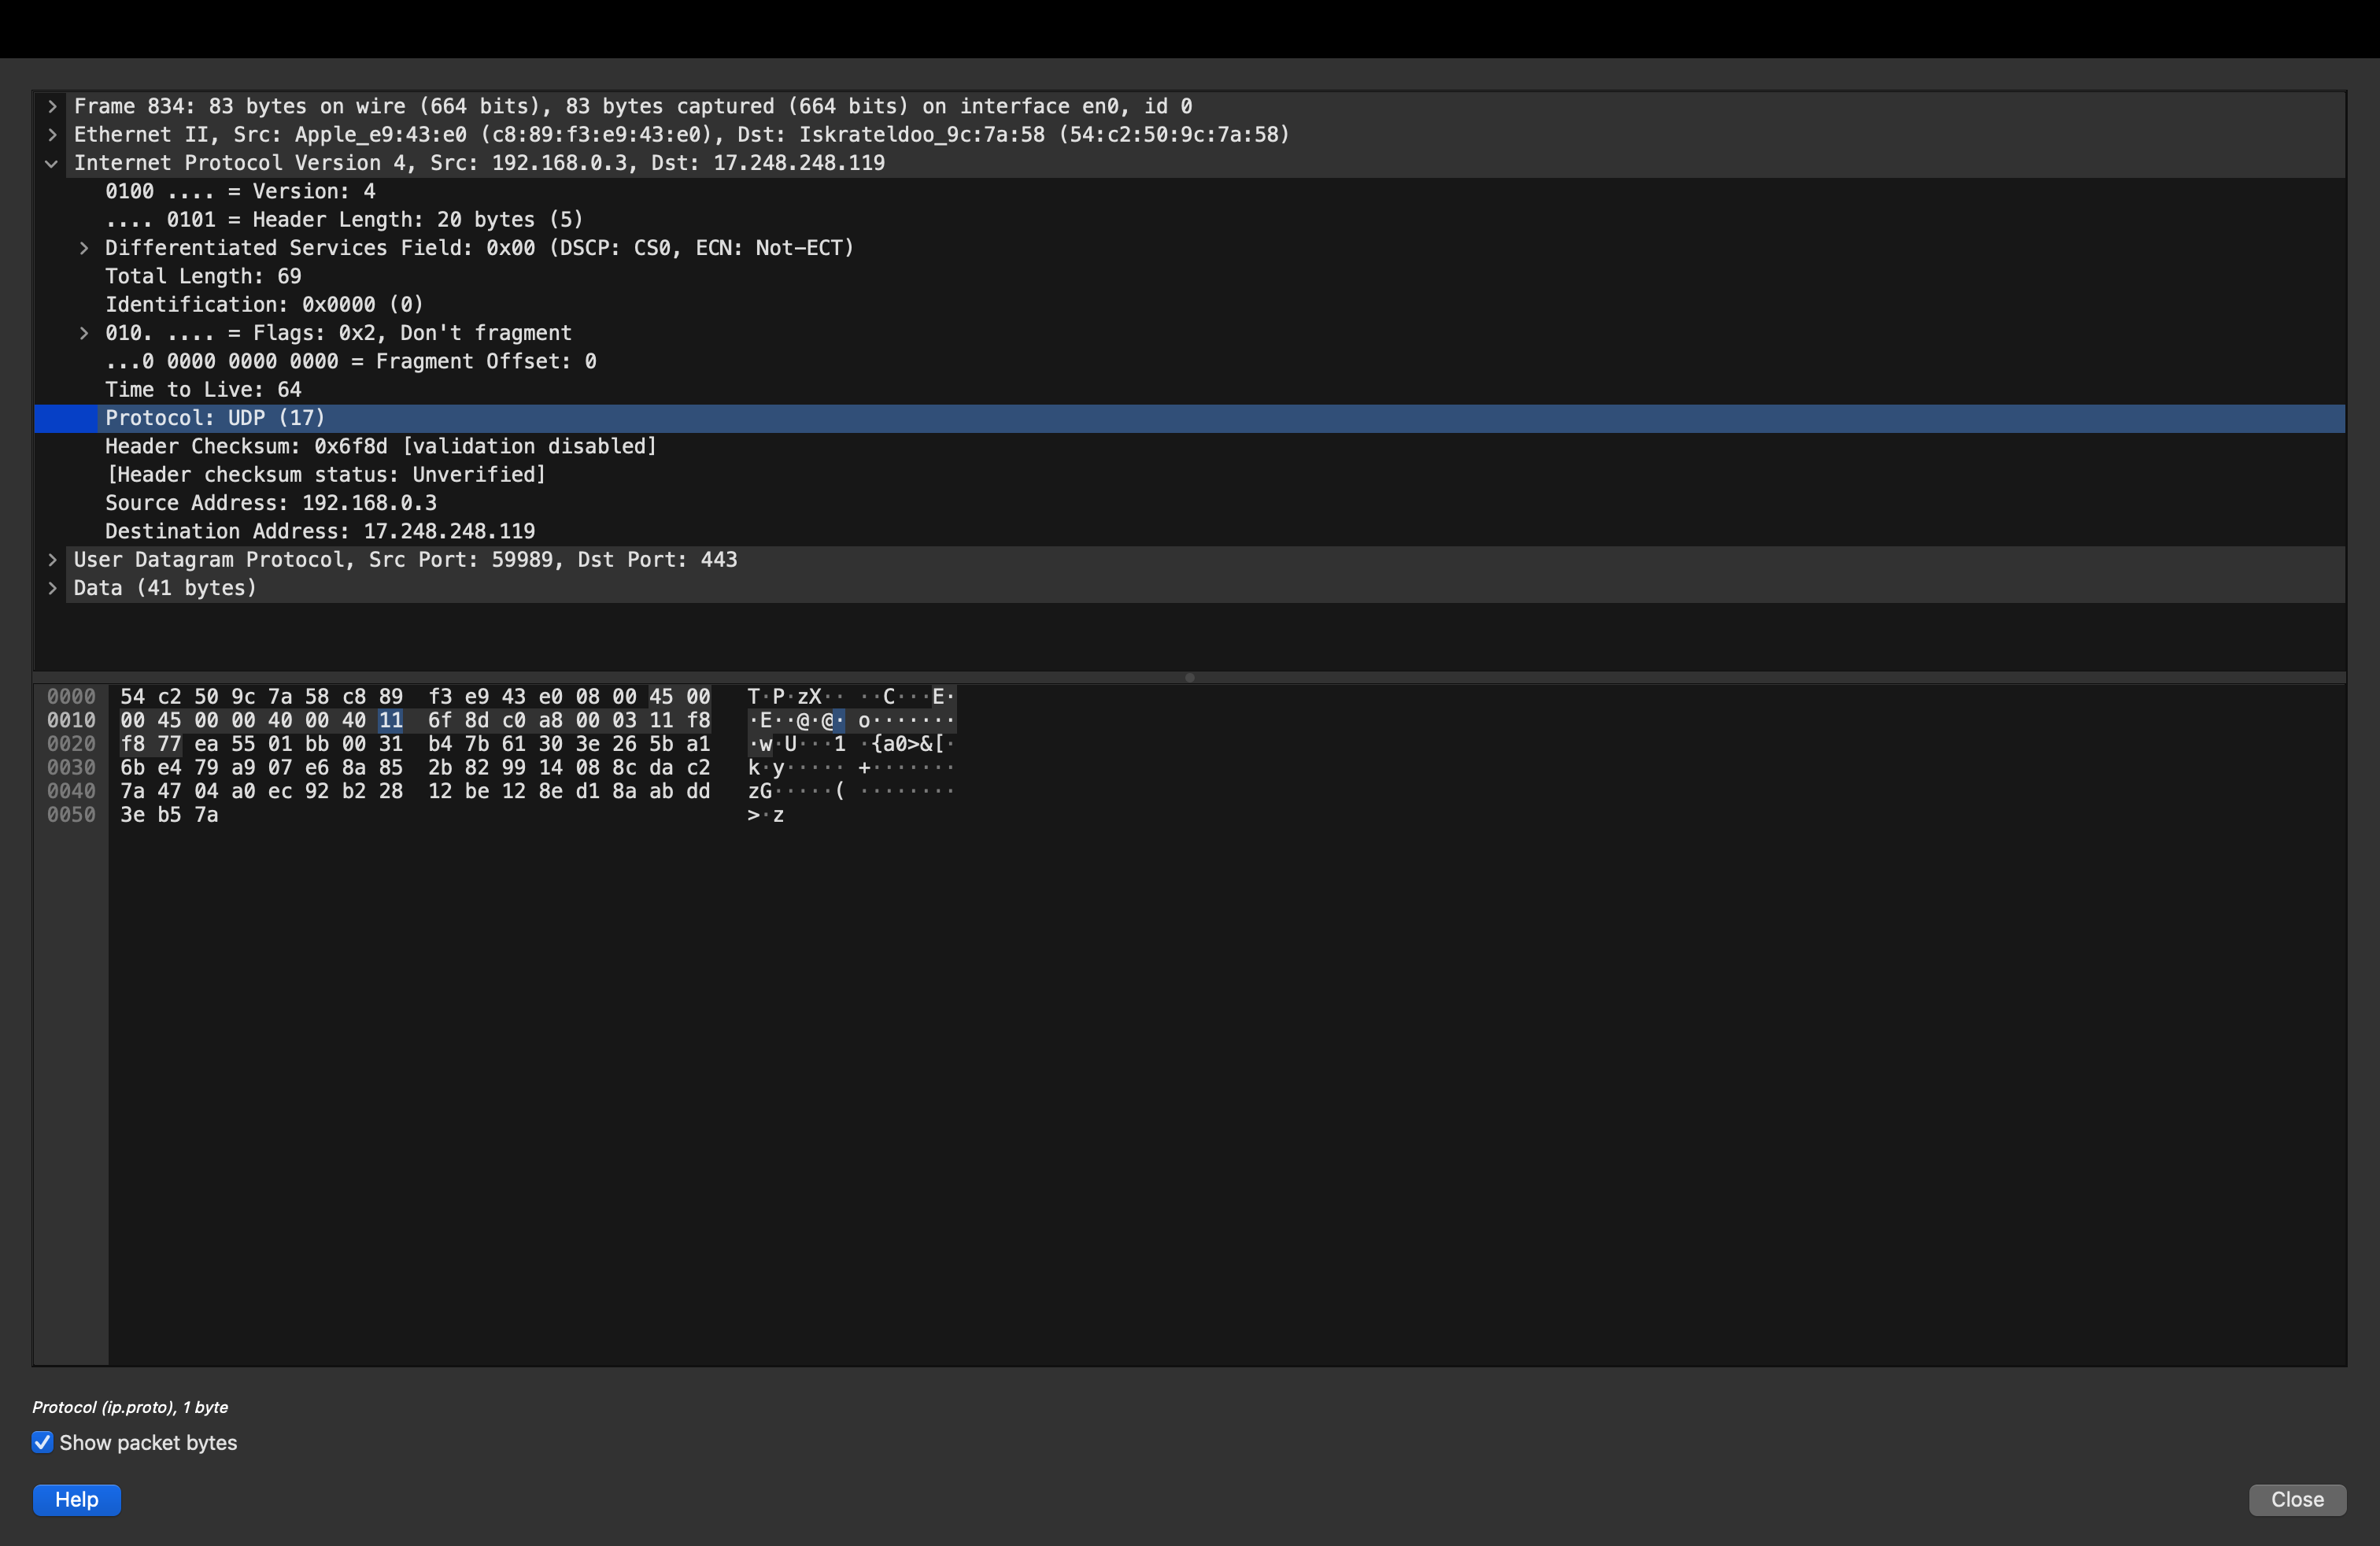 Frame 834: 83 bytes on wire (664 bits), 83 bytes captured (664 bits) on interface en0, id 0
Ethernet II, Src: Apple_e9:43:e0 (c8:89:f3:e9:43:e0), Dst: Iskrateldoo_9c:7a:58 (54:c2:50:9c:7a:58)
Internet Protocol Version 4, Src: 192.168.0.3, Dst: 17.248.248.119
0100 .... = Version: 4
.... 0101 = Header Length: 20 bytes (5)
Differentiated Services Field: 0x00 (DSCP: CS0, ECN: Not-ECT)
Total Length: 69
Identification: 0x0000 (0)
010. .... = Flags: 0x2, Don't fragment
...0 0000 0000 0000 = Fragment Offset: 0
Time to Live: 64
Protocol: UDP (17)
Header Checksum: 0x6f8d [validation disabled]
[Header checksum status: Unverified]
Source Address: 192.168.0.3
Destination Address: 17.248.248.119
User Datagram Protocol, Src Port: 59989, Dst Port: 443
Data (41 bytes)
0000 54 c2 50 9c 7a 58 c8 89 f3 e9 43 e0 08 00 45 00 T·P·zX·· ··C···E·
0010 00 45 00 00 40 00 40 11 6f 8d c0 a8 00 03 11 f8 ·E··@·@· o·······
0020 f8 77 ea 55 01 bb 00 31 b4 7b 61 30 3e 26 5b a1 ·w·U···1 ·{a0>&[·
0030 6b e4 79 a9 07 e6 8a 85 2b 82 99 14 08 8c da c2 k·y····· +·······
0040 7a 47 04 a0 ec 92 b2 28 12 be 12 8e d1 8a ab dd zG·····( ········
0050 3e b5 7a >·z
Protocol (ip.proto), 1 byte
Show packet bytes
Help
Close